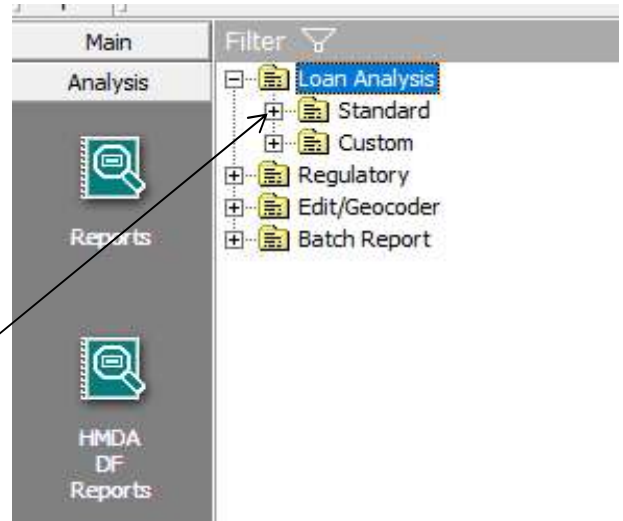 Main
Analysis
Reports
HMDA
DF
Reports
Filter
Loan Analysis
Standard
Custom
Regulatory
Edit/Geocoder
Batch Report